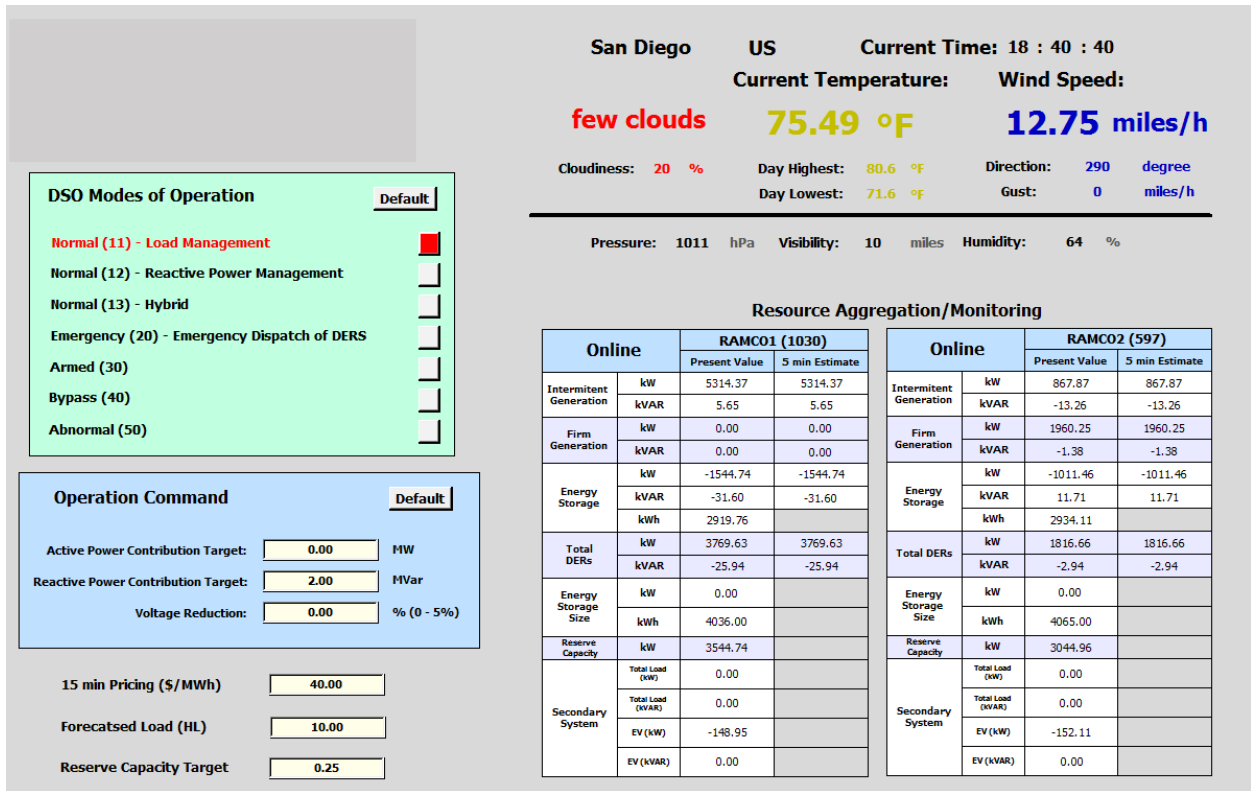 San Diego US Current Time: 18 : 40 : 40
Current Temperature: Wind Speed:
few clouds 75.49 °F 12.75 miles/h
Cloudiness: 20 % Day Highest: 80.6 °F Direction: 290 degree
Day Lowest: 71.6 °F Gust: 0 miles/h
Pressure: 1011 hPa Visibility: 10 miles Humidity: 64 %
DSO Modes of Operation Default
Normal (11) - Load Management
Normal (12) - Reactive Power Management
Normal (13) - Hybrid
Emergency (20) - Emergency Dispatch of DERS
Armed (30)
Bypass (40)
Abnormal (50)
Operation Command Default
Active Power Contribution Target: 0.00 MW
Reactive Power Contribution Target: 2.00 MVar
Voltage Reduction: 0.00 % (0 - 5%)
15 min Pricing ($/MWh) 40.00
Forecatsed Load (HL) 10.00
Reserve Capacity Target 0.25
Resource Aggregation/Monitoring
Online RAMCO1 (1030)
Present Value 5 min Estimate
Intermitent Generation kW 5314.37 5314.37
kVAR 5.65 5.65
Firm Generation kW 0.00 0.00
kVAR 0.00 0.00
Energy Storage kW -1544.74 -1544.74
kVAR -31.60 -31.60
kWh 2919.76
Total DERs kW 3769.63 3769.63
kVAR -25.94 -25.94
Energy Storage Size kW 0.00
kWh 4036.00
Reserve Capacity kW 3544.74
Secondary System Total Load (kW) 0.00
Total Load (kVAR) 0.00
EV (kW) -148.95
EV (kVAR) 0.00
Online RAMCO2 (597)
Present Value 5 min Estimate
Intermitent Generation kW 867.87 867.87
kVAR -13.26 -13.26
Firm Generation kW 1960.25 1960.25
kVAR -1.38 -1.38
Energy Storage kW -1011.46 -1011.46
kVAR 11.71 11.71
kWh 2934.11
Total DERs kW 1816.66 1816.66
kVAR -2.94 -2.94
Energy Storage Size kW 0.00
kWh 4065.00
Reserve Capacity kW 3044.96
Secondary System Total Load (kW) 0.00
Total Load (kVAR) 0.00
EV (kW) -152.11
EV (kVAR) 0.00